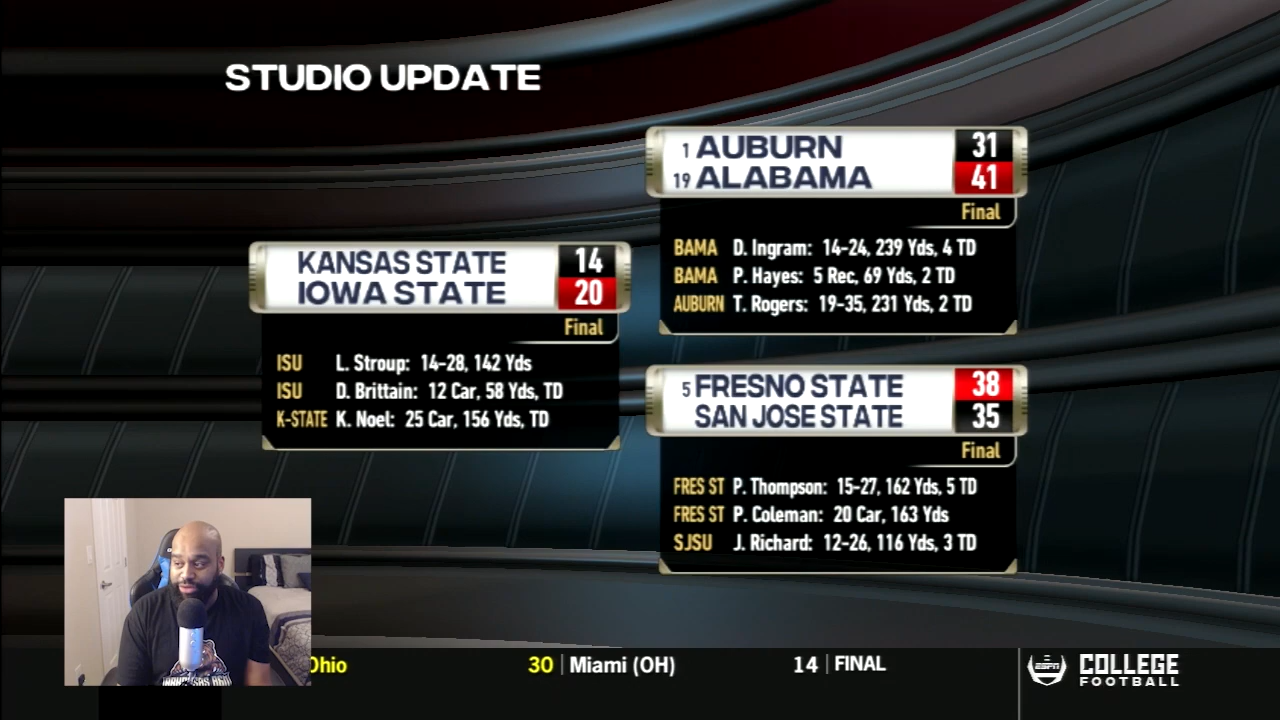 STUDIO UPDATE
KANSAS STATE 14
IOWA STATE 20
Final
ISU L. Stroup: 14-28, 142 Yds
ISU D. Brittain: 12 Car, 58 Yds, TD
K-STATE K. Noel: 25 Car, 156 Yds, TD
1 AUBURN 31
19 ALABAMA 41
Final
BAMA D. Ingram: 14-24, 239 Yds, 4 TD
BAMA P. Hayes: 5 Rec, 69 Yds, 2 TD
AUBURN T. Rogers: 19-35, 231 Yds, 2 TD
5 FRESNO STATE 38
SAN JOSE STATE 35
Final
FRES ST P. Thompson: 15-27, 162 Yds, 5 TD
FRES ST P. Coleman: 20 Car, 163 Yds
SJSU J. Richard: 12-26, 116 Yds, 3 TD
Ohio 30 | Miami (OH) 14 | FINAL
ESPN COLLEGE
FOOTBALL